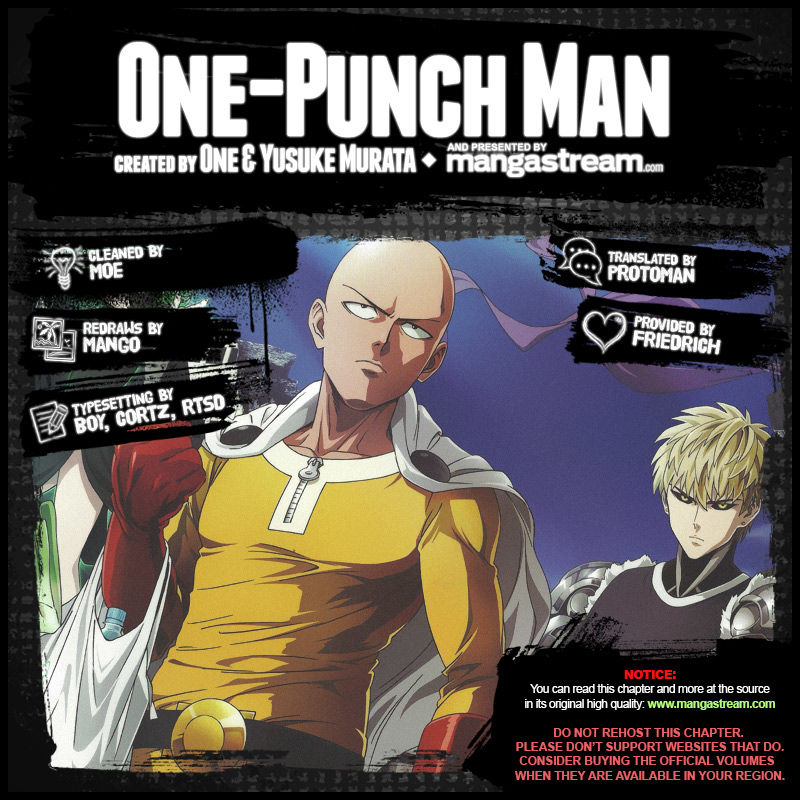 ONE-PUNCH MAN
CREATED BY ONE & YUSUKE MURATA ◆ AND PRESENTED BY mangastream.com
CLEANED BY
MOE
REDRAWS BY
MANGO
TYPESETTING BY
BOY, CORTZ, RTSD
TRANSLATED BY
PROTOMAN
PROVIDED BY
FRIEDRICH
NOTICE:
You can read this chapter and more at the source
in its original high quality: www.mangastream.com
DO NOT REHOST THIS CHAPTER.
PLEASE DON'T SUPPORT WEBSITES THAT DO.
CONSIDER BUYING THE OFFICIAL VOLUMES
WHEN THEY ARE AVAILABLE IN YOUR REGION.